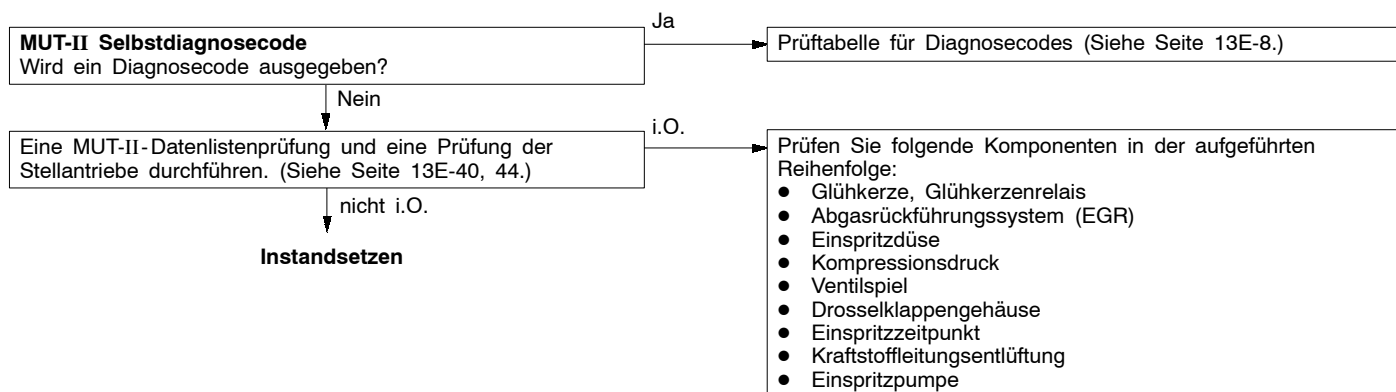 Ja
MUT-II Selbstdiagnosecode
Wird ein Diagnosecode ausgegeben?
Prüftabelle für Diagnosecodes (Siehe Seite 13E-8.)
Nein
i.O.
Eine MUT-II-Datenlistenprüfung und eine Prüfung der
Stellantriebe durchführen. (Siehe Seite 13E-40, 44.)
nicht i.O.
Instandsetzen
Prüfen Sie folgende Komponenten in der aufgeführten
Reihenfolge:
● Glühkerze, Glühkerzenrelais
● Abgasrückführungssystem (EGR)
● Einspritzdüse
● Kompressionsdruck
● Ventilspiel
● Drosselklappengehäuse
● Einspritzzeitpunkt
● Kraftstoffleitungsentlüftung
● Einspritzpumpe